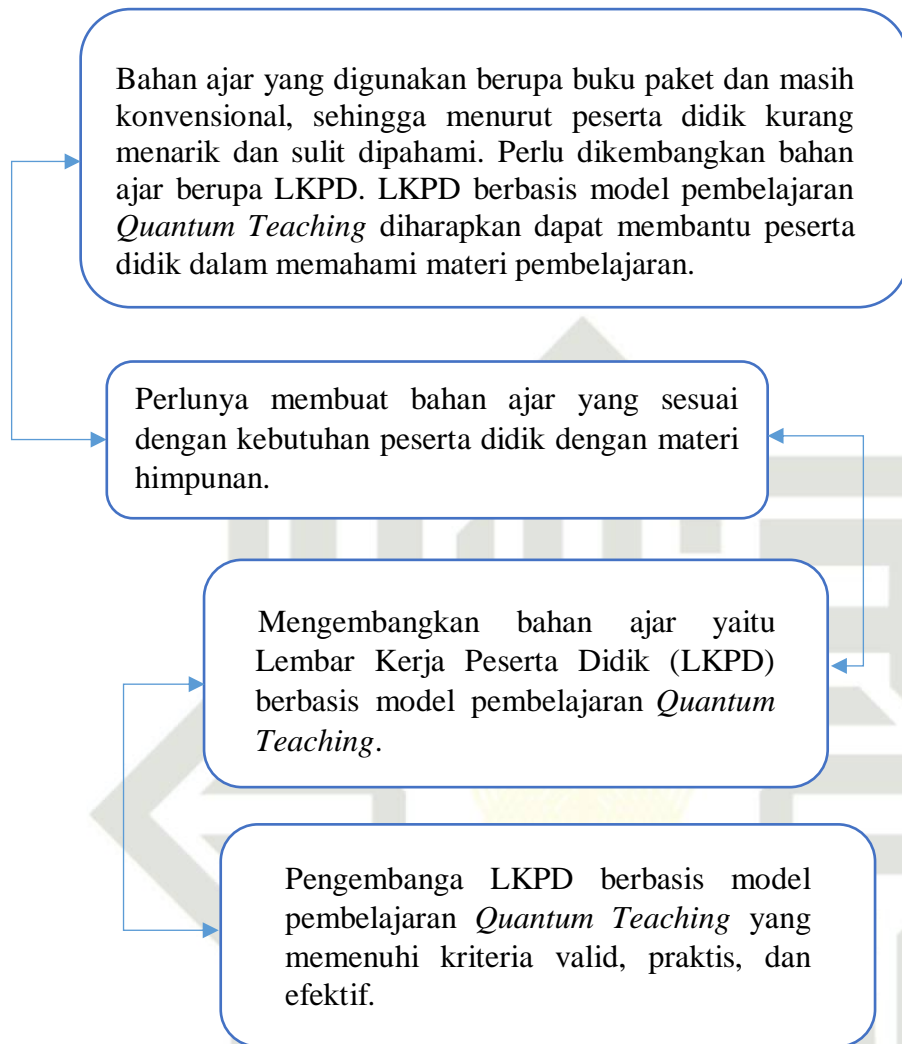 Bahan ajar yang digunakan berupa buku paket dan masih
konvensional, sehingga menurut peserta didik kurang
menarik dan sulit dipahami. Perlu dikembangkan bahan
ajar berupa LKPD. LKPD berbasis model pembelajaran
Quantum Teaching diharapkan dapat membantu peserta
didik dalam memahami materi pembelajaran.
Perlunya membuat bahan ajar yang sesuai
dengan kebutuhan peserta didik dengan materi
himpunan.
Mengembangkan bahan ajar yaitu
Lembar Kerja Peserta Didik (LKPD)
berbasis model pembelajaran Quantum
Teaching.
Pengembanga LKPD berbasis model
pembelajaran Quantum Teaching yang
memenuhi kriteria valid, praktis, dan
efektif.